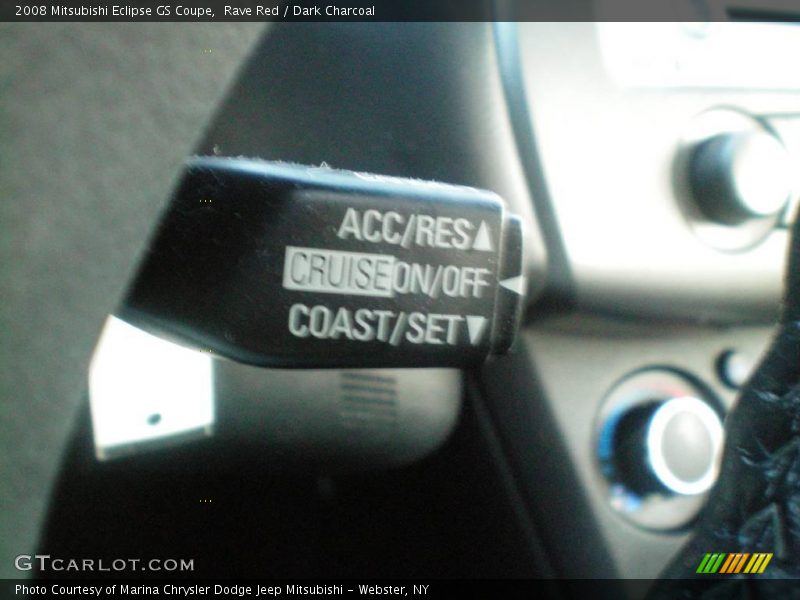 2008 Mitsubishi Eclipse GS Coupe,  Rave Red / Dark Charcoal
ACC/RES▲
CRUISE ON/OFF ◀
COAST/SET▼
GTCARLOT.COM
Photo Courtesy of Marina Chrysler Dodge Jeep Mitsubishi - Webster, NY